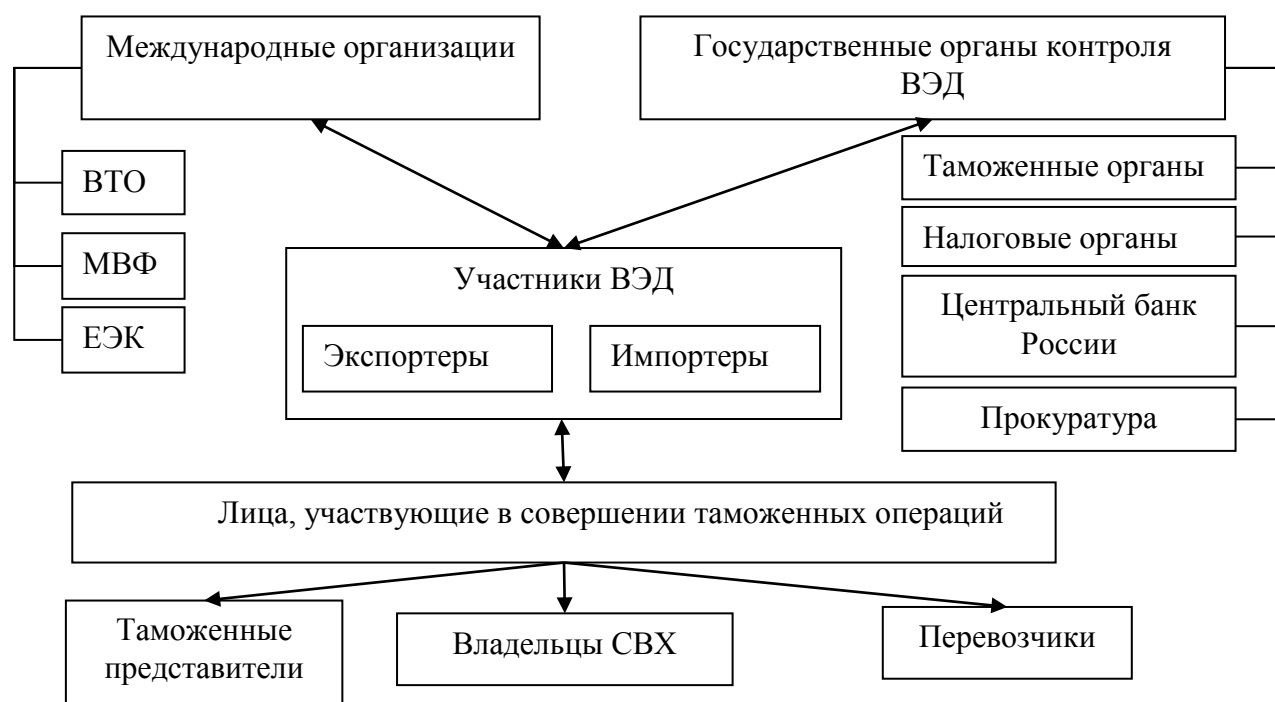 Международные организации
Государственные органы контроля
ВЭД
ВТО
МВФ
ЕЭК
Таможенные органы
Налоговые органы
Центральный банк
России
Прокуратура
Участники ВЭД
Экспортеры
Импортеры
Лица, участвующие в совершении таможенных операций
Таможенные
представители
Владельцы СВХ
Перевозчики